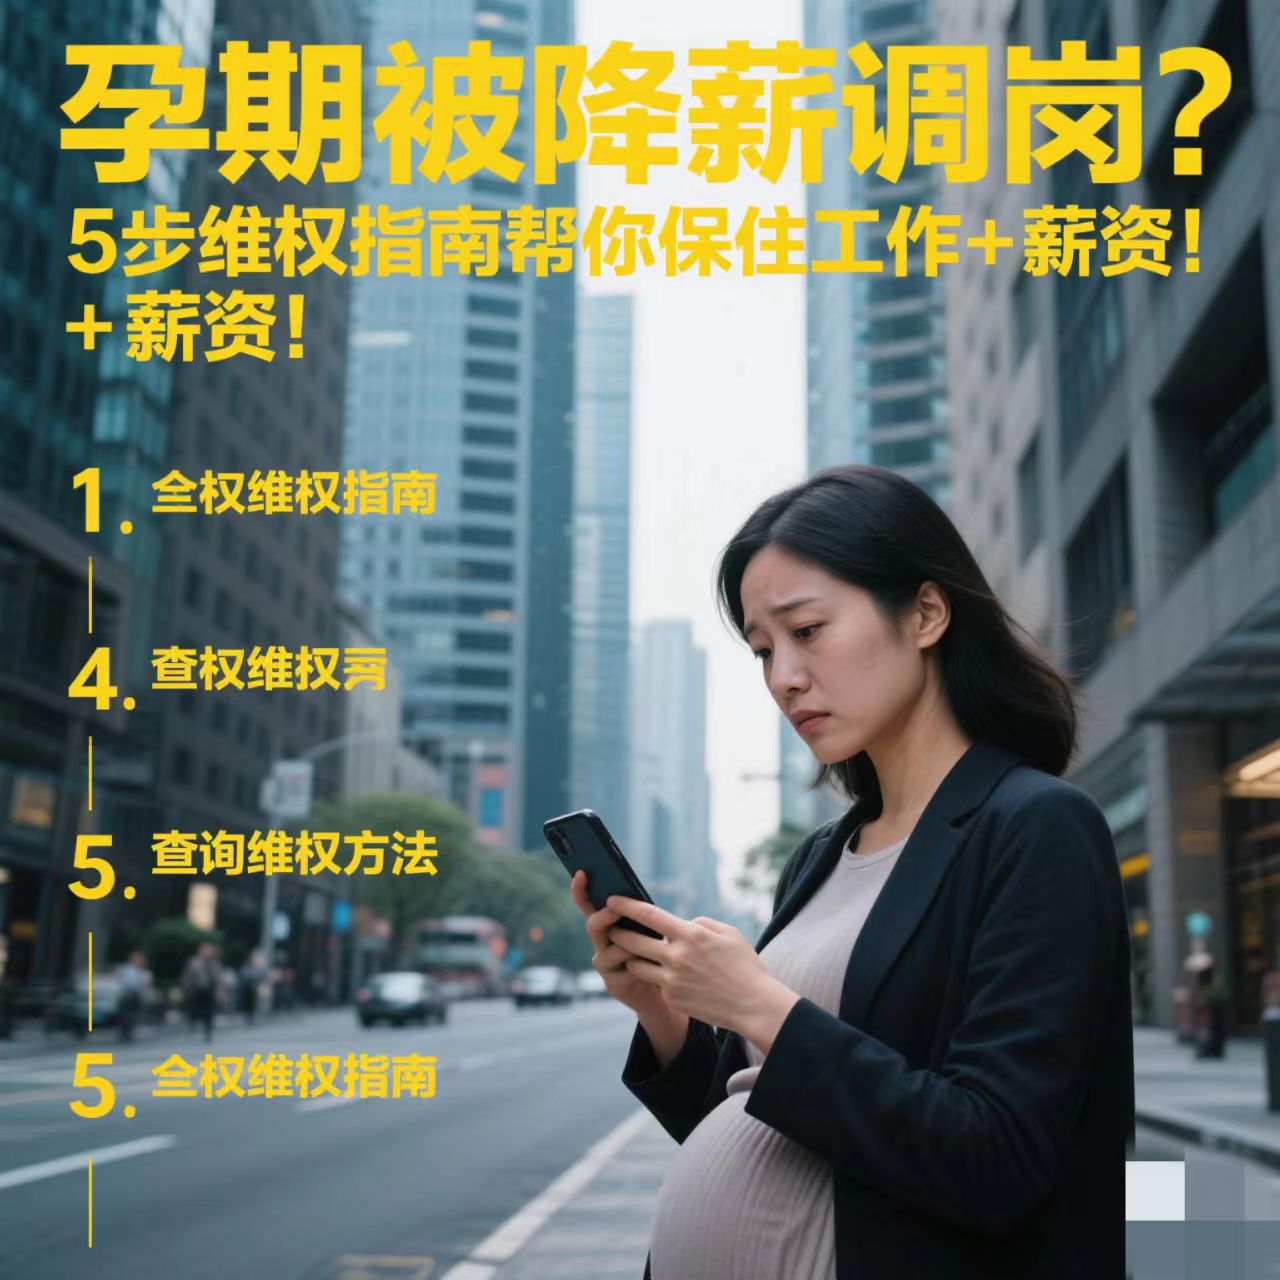 孕期被降薪调岗?
5步维权指南帮你保住工作+薪资!
+薪资!
1. 全权维权指南
4. 查权维权
5. 查询维权方法
5. 全权维权指南